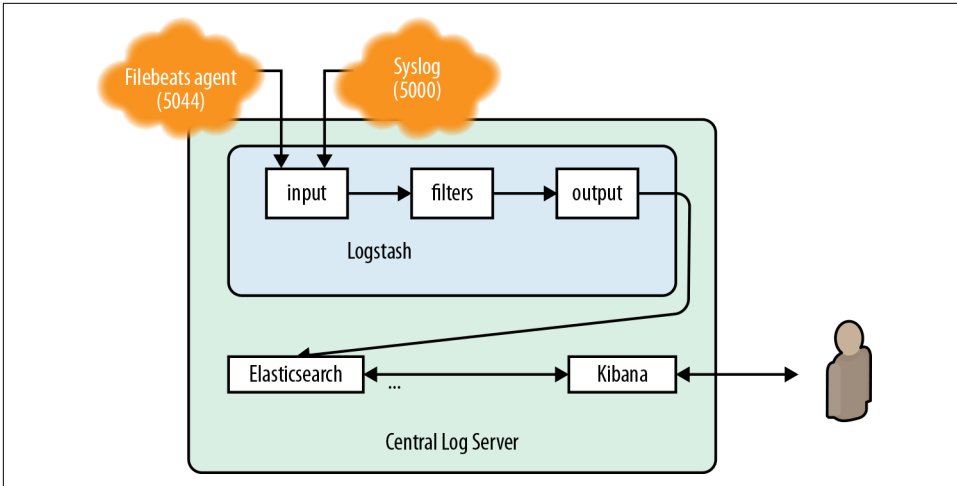 Filebeats agent
(5044)
Syslog
(5000)
input
filters
output
Logstash
Elasticsearch
...
Kibana
Central Log Server